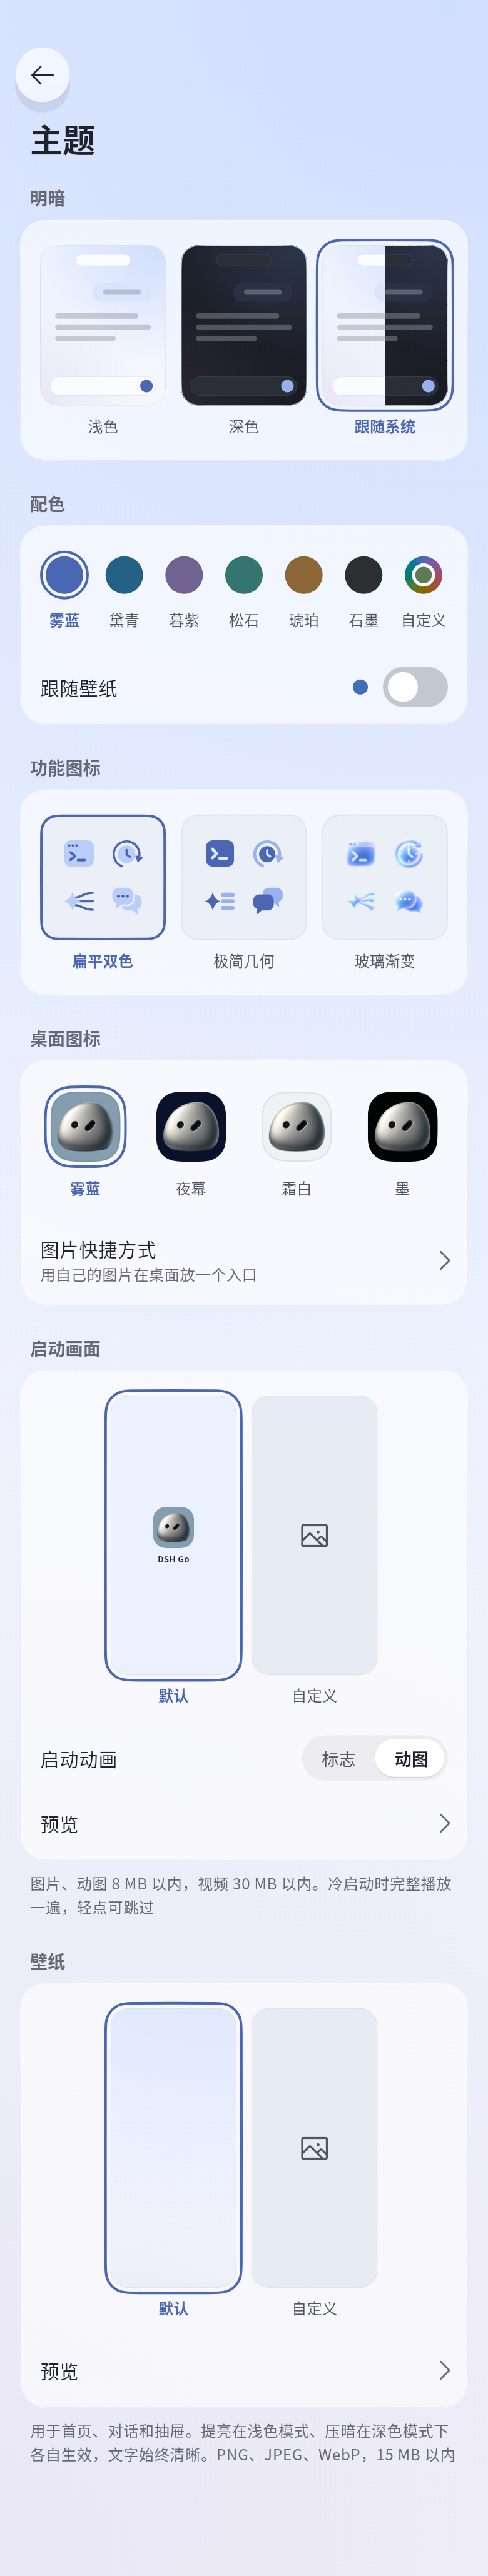 主题
明暗
浅色
深色
跟随系统
配色
雾蓝
黛青
暮紫
松石
琥珀
石墨
自定义
跟随壁纸
功能图标
扁平双色
极简几何
玻璃渐变
桌面图标
雾蓝
夜幕
霜白
墨
图片快捷方式
用自己的图片在桌面放一个入口
启动画面
DSH Go
默认
自定义
启动动画
标志
动图
预览
图片、动图 8 MB 以内，视频 30 MB 以内。冷启动时完整播放
一遍，轻点可跳过
壁纸
默认
自定义
预览
用于首页、对话和抽屉。提亮在浅色模式、压暗在深色模式下
各自生效，文字始终清晰。PNG、JPEG、WebP，15 MB 以内